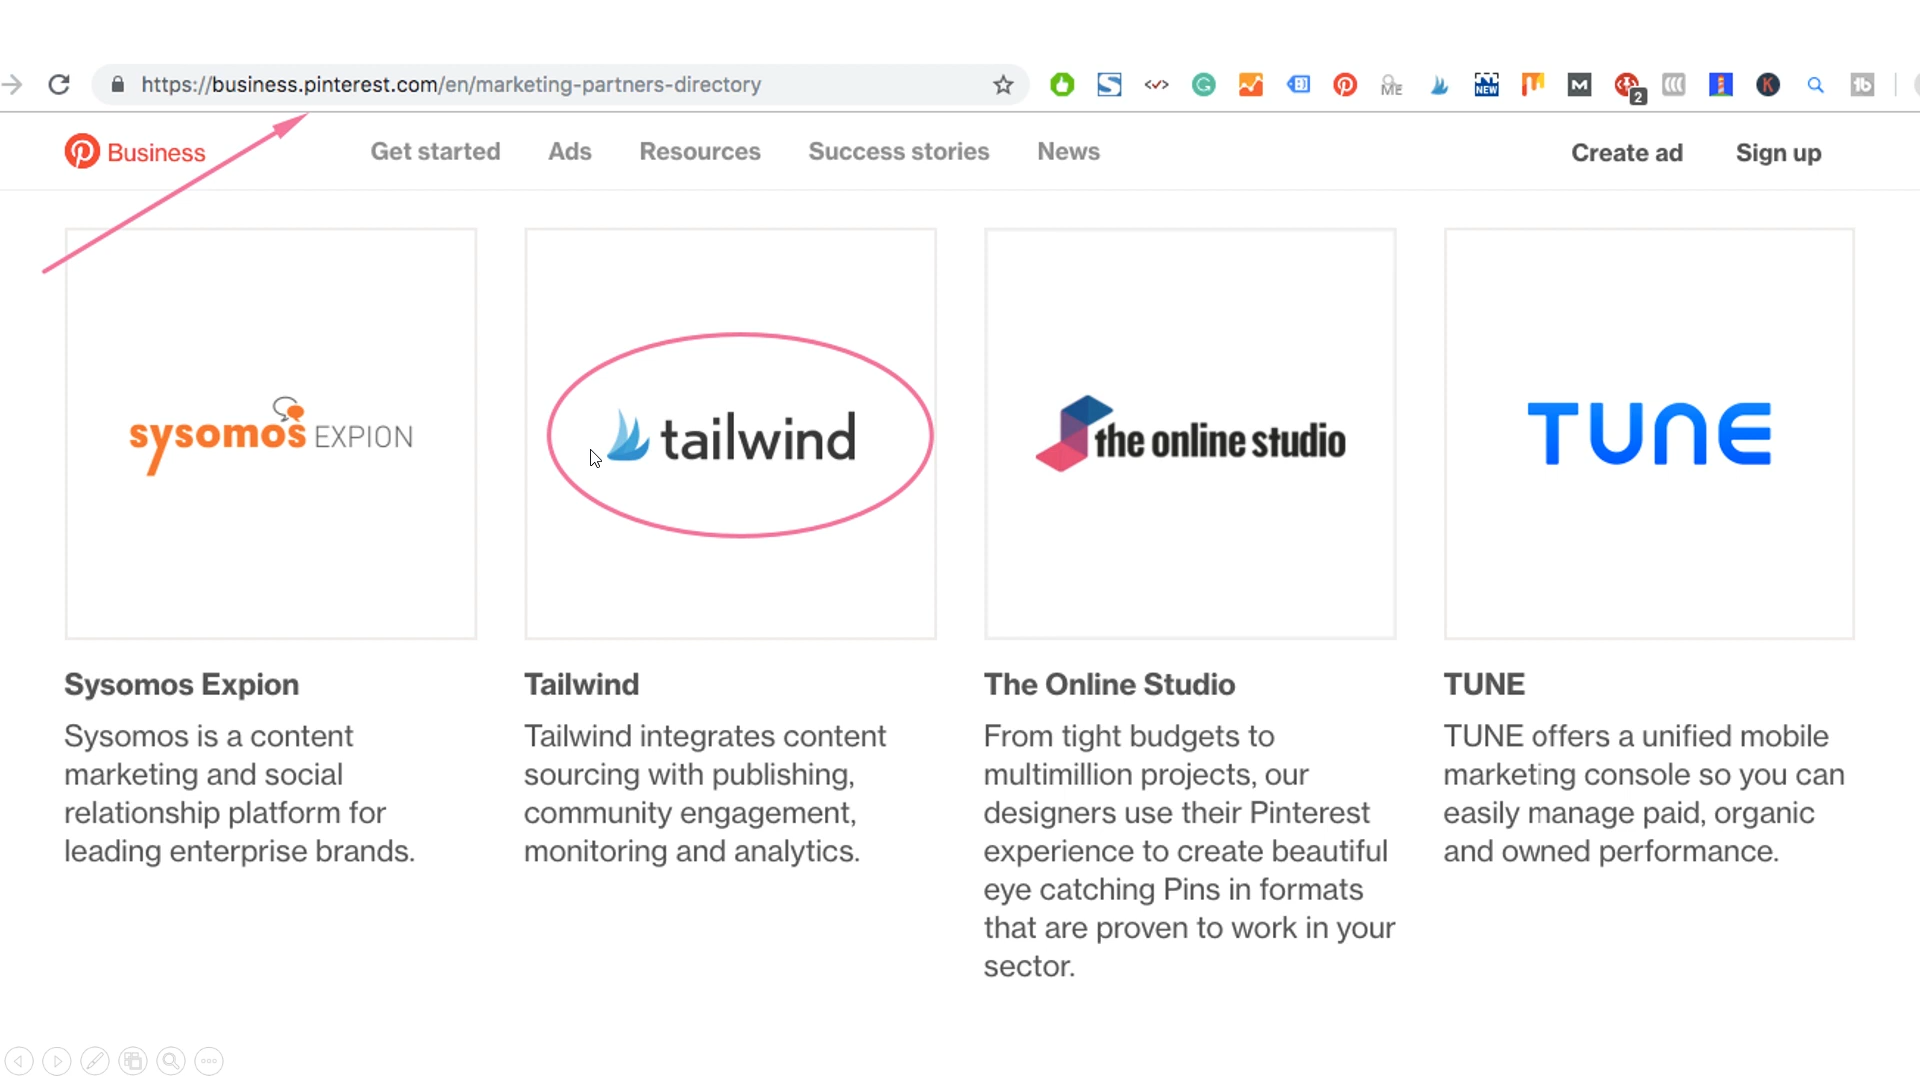 https://business.pinterest.com/en/marketing-partners-directory
ME
NEW
M
2
K
Business
Get started
Ads
Resources
Success stories
News
Create ad
Sign up
sysomos EXPION
tailwind
the online studio
TUNE
Sysomos Expion
Sysomos is a content
marketing and social
relationship platform for
leading enterprise brands.
Tailwind
Tailwind integrates content
sourcing with publishing,
community engagement,
monitoring and analytics.
The Online Studio
From tight budgets to
multimillion projects, our
designers use their Pinterest
experience to create beautiful
eye catching Pins in formats
that are proven to work in your
sector.
TUNE
TUNE offers a unified mobile
marketing console so you can
easily manage paid, organic
and owned performance.